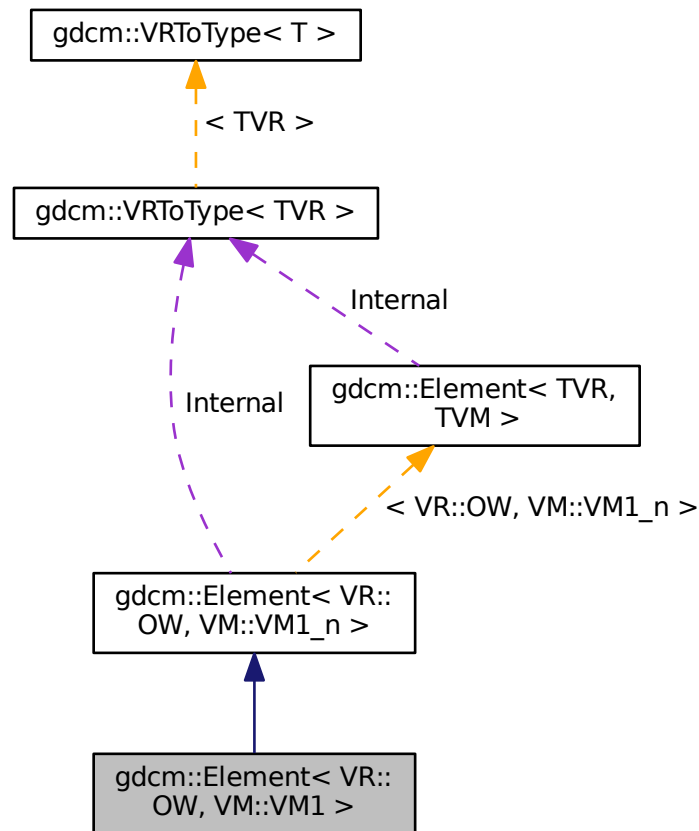 gdcm::VRToType< T >
< TVR >
gdcm::VRToType< TVR >
Internal
gdcm::Element< TVR,
TVM >
Internal
< VR::OW, VM::VM1_n >
gdcm::Element< VR::
OW, VM::VM1_n >
gdcm::Element< VR::
OW, VM::VM1 >